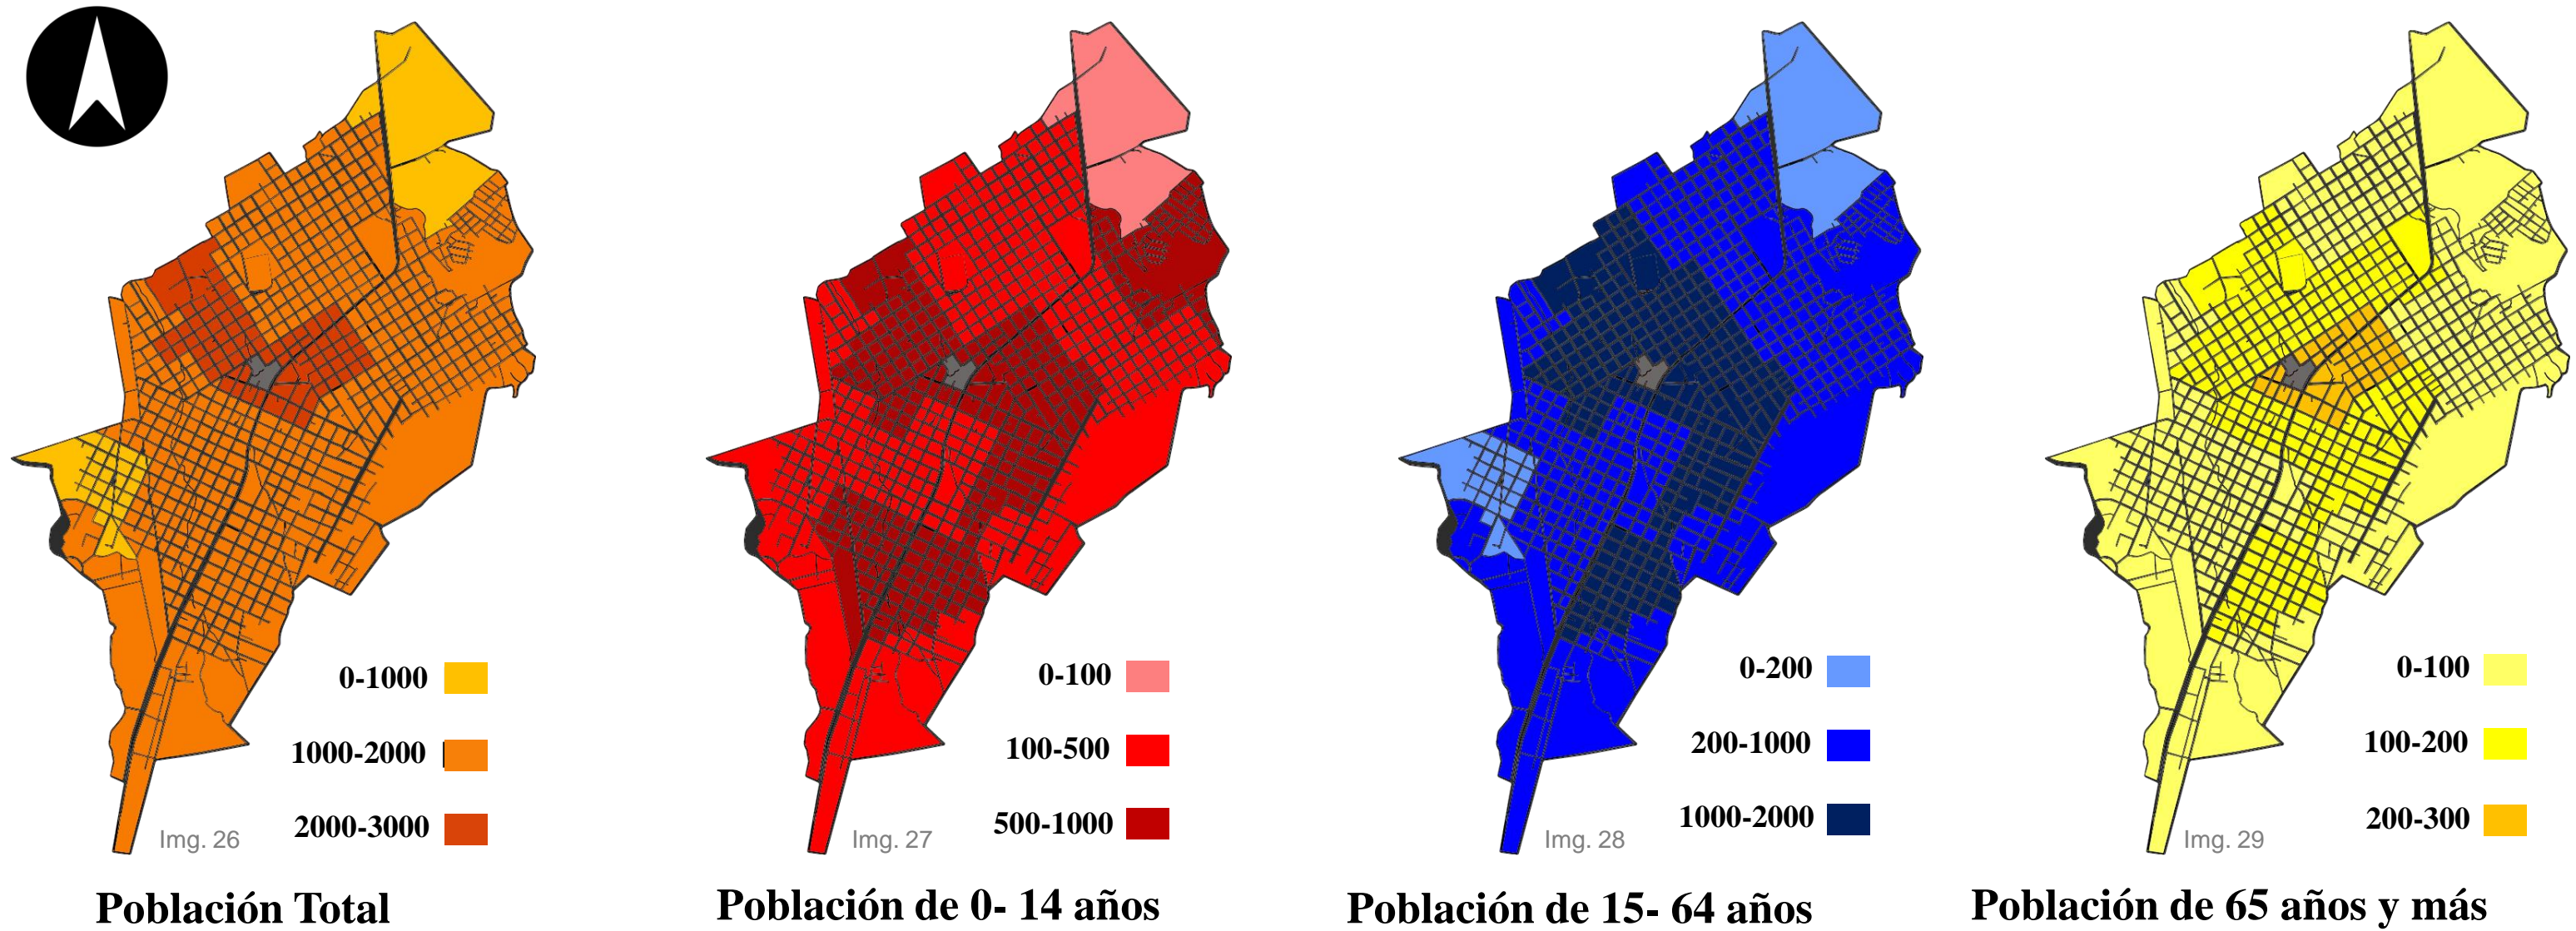 0-1000
1000-2000
2000-3000
Img. 26
Población Total
0-100
100-500
500-1000
Img. 27
Población de 0- 14 años
0-200
200-1000
1000-2000
Img. 28
Población de 15- 64 años
0-100
100-200
200-300
Img. 29
Población de 65 años y más